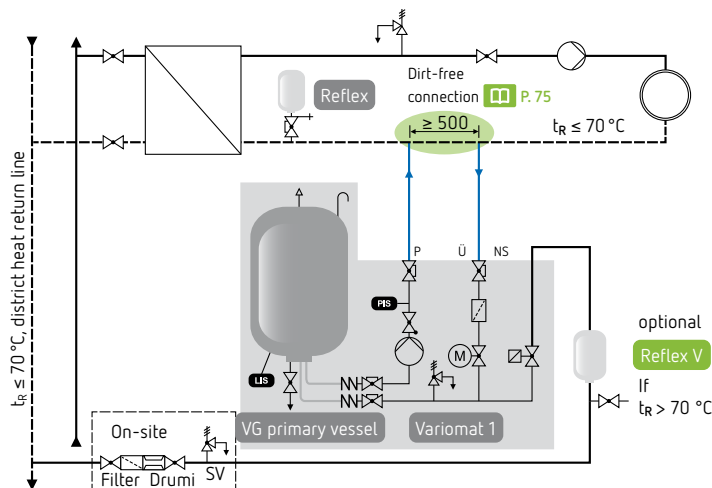 Reflex
Dirt-free
connection P. 75
≥ 500
tR ≤ 70 °C
tR ≤ 70 °C, district heat return line
P
Ü
NS
PIS
M
LIS
VG primary vessel
Variomat 1
optional
Reflex V
If
tR > 70 °C
On-site
SV
Filter Drumi